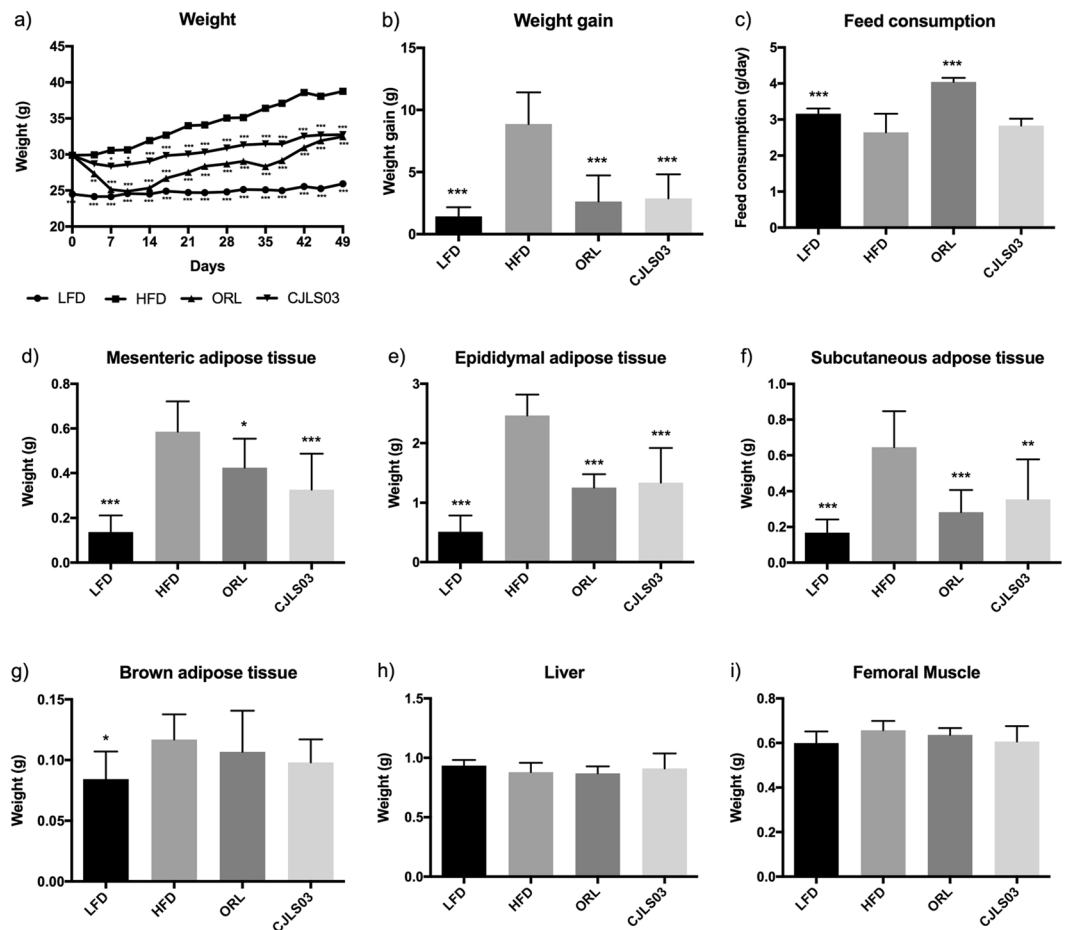 a) Weight
Weight (g)
45
40
35
30
25
20
0 7 14 21 28 35 42 49
Days
LFD HFD ORL CJLS03
b) Weight gain
Weight gain (g)
15
10
5
0
*** *** ***
LFD HFD ORL CJLS03
c) Feed consumption
Feed consumption (g/day)
5
4
3
2
1
0
*** ***
LFD HFD ORL CJLS03
d) Mesenteric adipose tissue
Weight (g)
0.8
0.6
0.4
0.2
0.0
*** * ***
LFD HFD ORL CJLS03
e) Epididymal adipose tissue
Weight (g)
3
2
1
0
*** *** ***
LFD HFD ORL CJLS03
f) Subcutaneous adpose tissue
Weight (g)
1.0
0.8
0.6
0.4
0.2
0.0
*** *** **
LFD HFD ORL CJLS03
g) Brown adipose tissue
Weight (g)
0.15
0.10
0.05
0.00
*
LFD HFD ORL CJLS03
h) Liver
Weight (g)
1.5
1.0
0.5
0.0
LFD HFD ORL CJLS03
i) Femoral Muscle
Weight (g)
0.8
0.6
0.4
0.2
0.0
LFD HFD ORL CJLS03